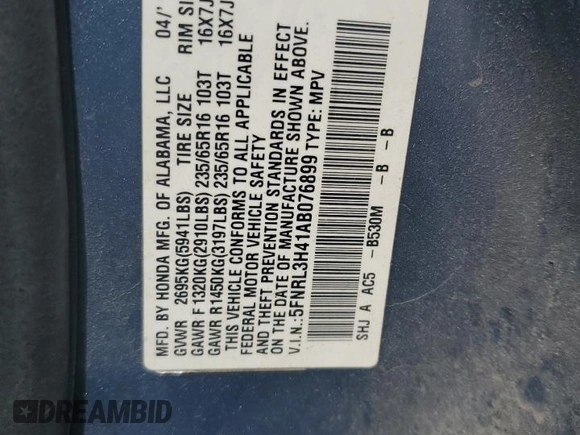 MFD. BY HONDA MFG. OF ALABAMA, LLC 04/'
GVWR 2695KG(5941LBS) TIRE SIZE RIM SI
GAWR F 1320KG(2910LBS) 235/65R16 103T 16X7J
GAWR R 1450KG(3197LBS) 235/65R16 103T 16X7J
THIS VEHICLE CONFORMS TO ALL APPLICABLE
FEDERAL MOTOR VEHICLE SAFETY
AND THEFT PREVENTION STANDARDS IN EFFECT
ON THE DATE OF MANUFACTURE SHOWN ABOVE.
V.I.N.:5FNRL3H41AB076899 TYPE: MPV
SHJ A AC5 -B530M -B -B
DREAMBID